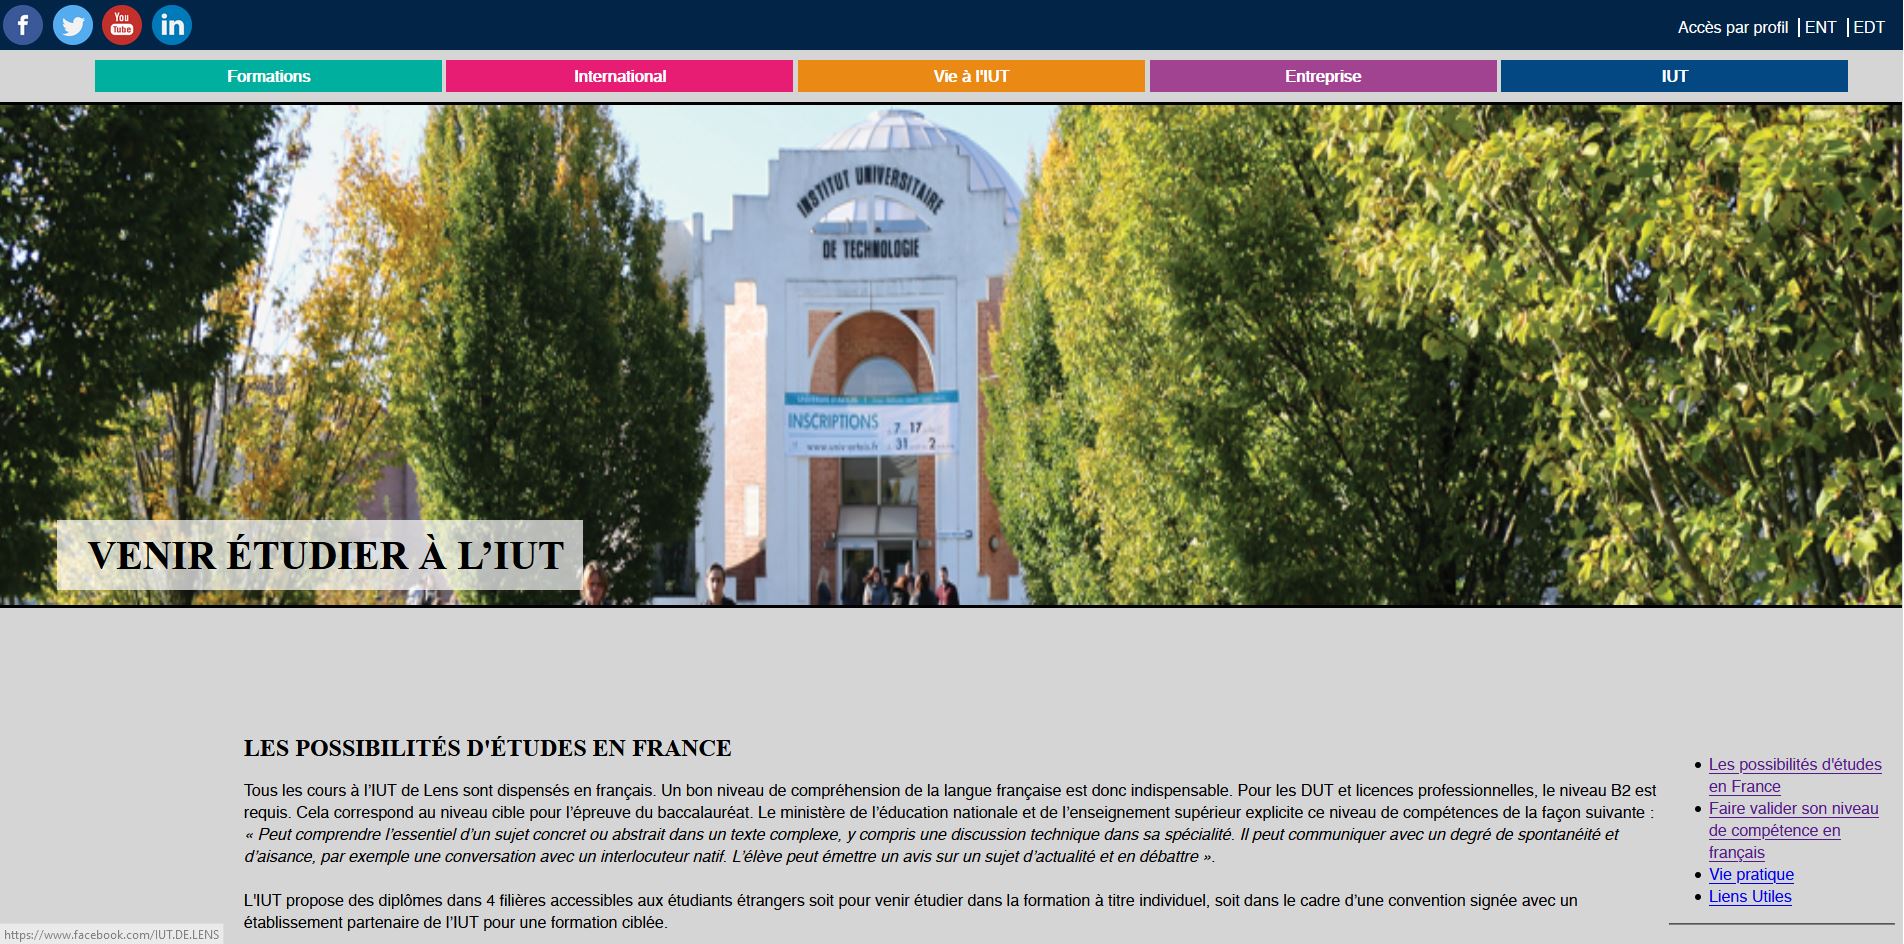 f
You
Tube
in
Accès par profil
ENT
EDT
Formations
International
Vie à l'IUT
Entreprise
IUT
INSTITUT UNIVERSITAIRE
DE TECHNOLOGIE
INSCRIPTIONS
7 17
31 2
VENIR ÉTUDIER À L’IUT
LES POSSIBILITÉS D'ÉTUDES EN FRANCE
Tous les cours à l’IUT de Lens sont dispensés en français. Un bon niveau de compréhension de la langue française est donc indispensable. Pour les DUT et licences professionnelles, le niveau B2 est
requis. Cela correspond au niveau cible pour l’épreuve du baccalauréat. Le ministère de l’éducation nationale et de l’enseignement supérieur explicite ce niveau de compétences de la façon suivante :
« Peut comprendre l’essentiel d’un sujet concret ou abstrait dans un texte complexe, y compris une discussion technique dans sa spécialité. Il peut communiquer avec un degré de spontanéité et
d’aisance, par exemple une conversation avec un interlocuteur natif. L’élève peut émettre un avis sur un sujet d’actualité et en débattre ».
L'IUT propose des diplômes dans 4 filières accessibles aux étudiants étrangers soit pour venir étudier dans la formation à titre individuel, soit dans le cadre d’une convention signée avec un
établissement partenaire de l’IUT pour une formation ciblée.
Les possibilités d'études
en France
Faire valider son niveau
de compétence en
français
Vie pratique
Liens Utiles
https://www.facebook.com/IUT.DE.LENS